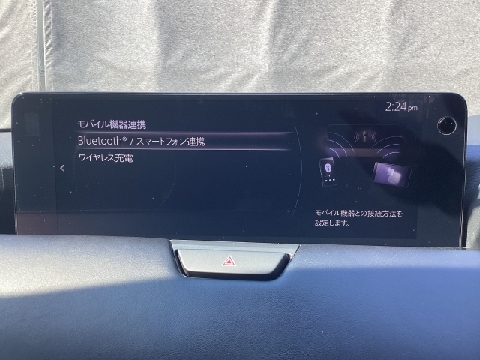 2:24 pm
モバイル機器連携
Bluetooth® / スマートフォン連携
ワイヤレス充電
モバイル機器との接続方法を
設定します。